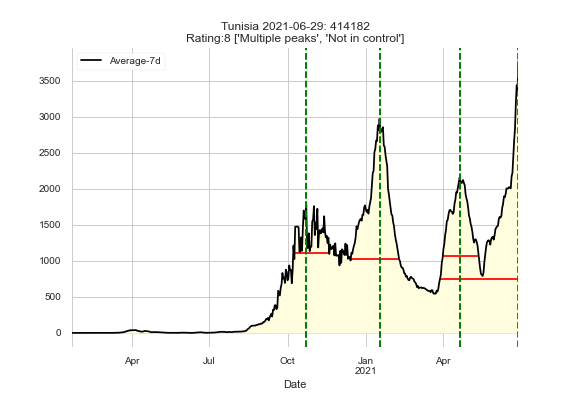 Tunisia 2021-06-29: 414182
Rating:8 ['Multiple peaks', 'Not in control']
Average-7d
3500
3000
2500
2000
1500
1000
500
0
Apr Jul Oct Jan Apr
2021
Date